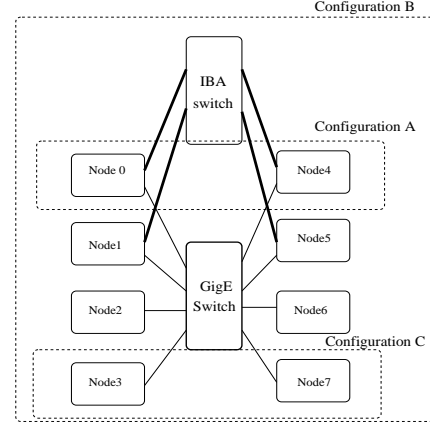 Configuration B
IBA
switch
Configuration A
Node 0
Node4
Node1
Node5
GigE
Switch
Node2
Node6
Configuration C
Node3
Node7